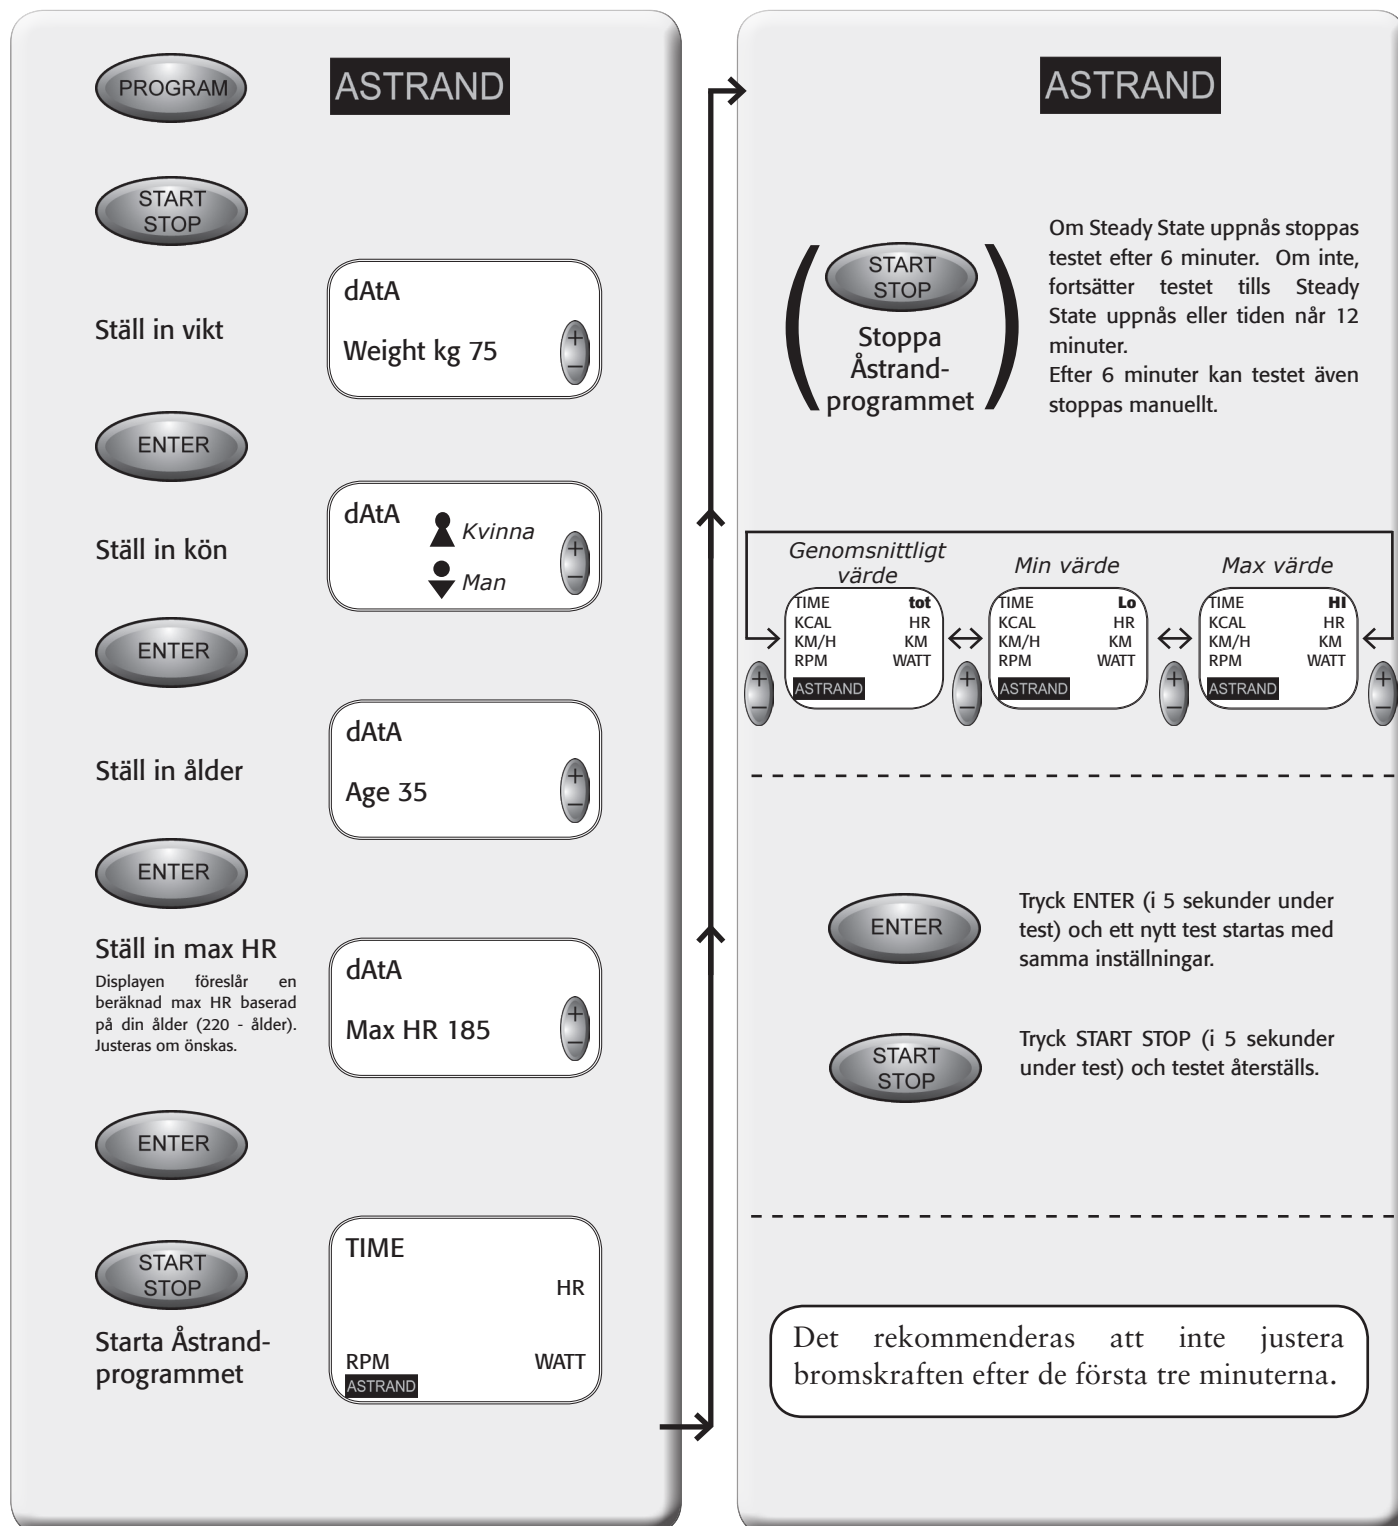 PROGRAM
ASTRAND
START
STOP
dAtA
Ställ in vikt
Weight kg 75
+
−
ENTER
dAtA
Kvinna
Ställ in kön
Man
+
−
ENTER
dAtA
Ställ in ålder
Age 35
+
−
ENTER
Ställ in max HR
Displayen föreslår en
beräknad max HR baserad
på din ålder (220 - ålder).
Justeras om önskas.
dAtA
Max HR 185
+
−
ENTER
START
STOP
Starta Åstrand-
programmet
TIME
HR
RPM WATT
ASTRAND
ASTRAND
(
START
STOP
Stoppa
Åstrand-
programmet
)
Om Steady State uppnås stoppas
testet efter 6 minuter. Om inte,
fortsätter testet tills Steady
State uppnås eller tiden når 12
minuter.
Efter 6 minuter kan testet även
stoppas manuellt.
Genomsnittligt
värde
TIME tot
KCAL HR
KM/H KM
RPM WATT
ASTRAND
+
−
Min värde
TIME Lo
KCAL HR
KM/H KM
RPM WATT
ASTRAND
+
−
Max värde
TIME HI
KCAL HR
KM/H KM
RPM WATT
ASTRAND
+
−
+
−
ENTER
Tryck ENTER (i 5 sekunder under
test) och ett nytt test startas med
samma inställningar.
START
STOP
Tryck START STOP (i 5 sekunder
under test) och testet återställs.
Det rekommenderas att inte justera
bromskraften efter de första tre minuterna.